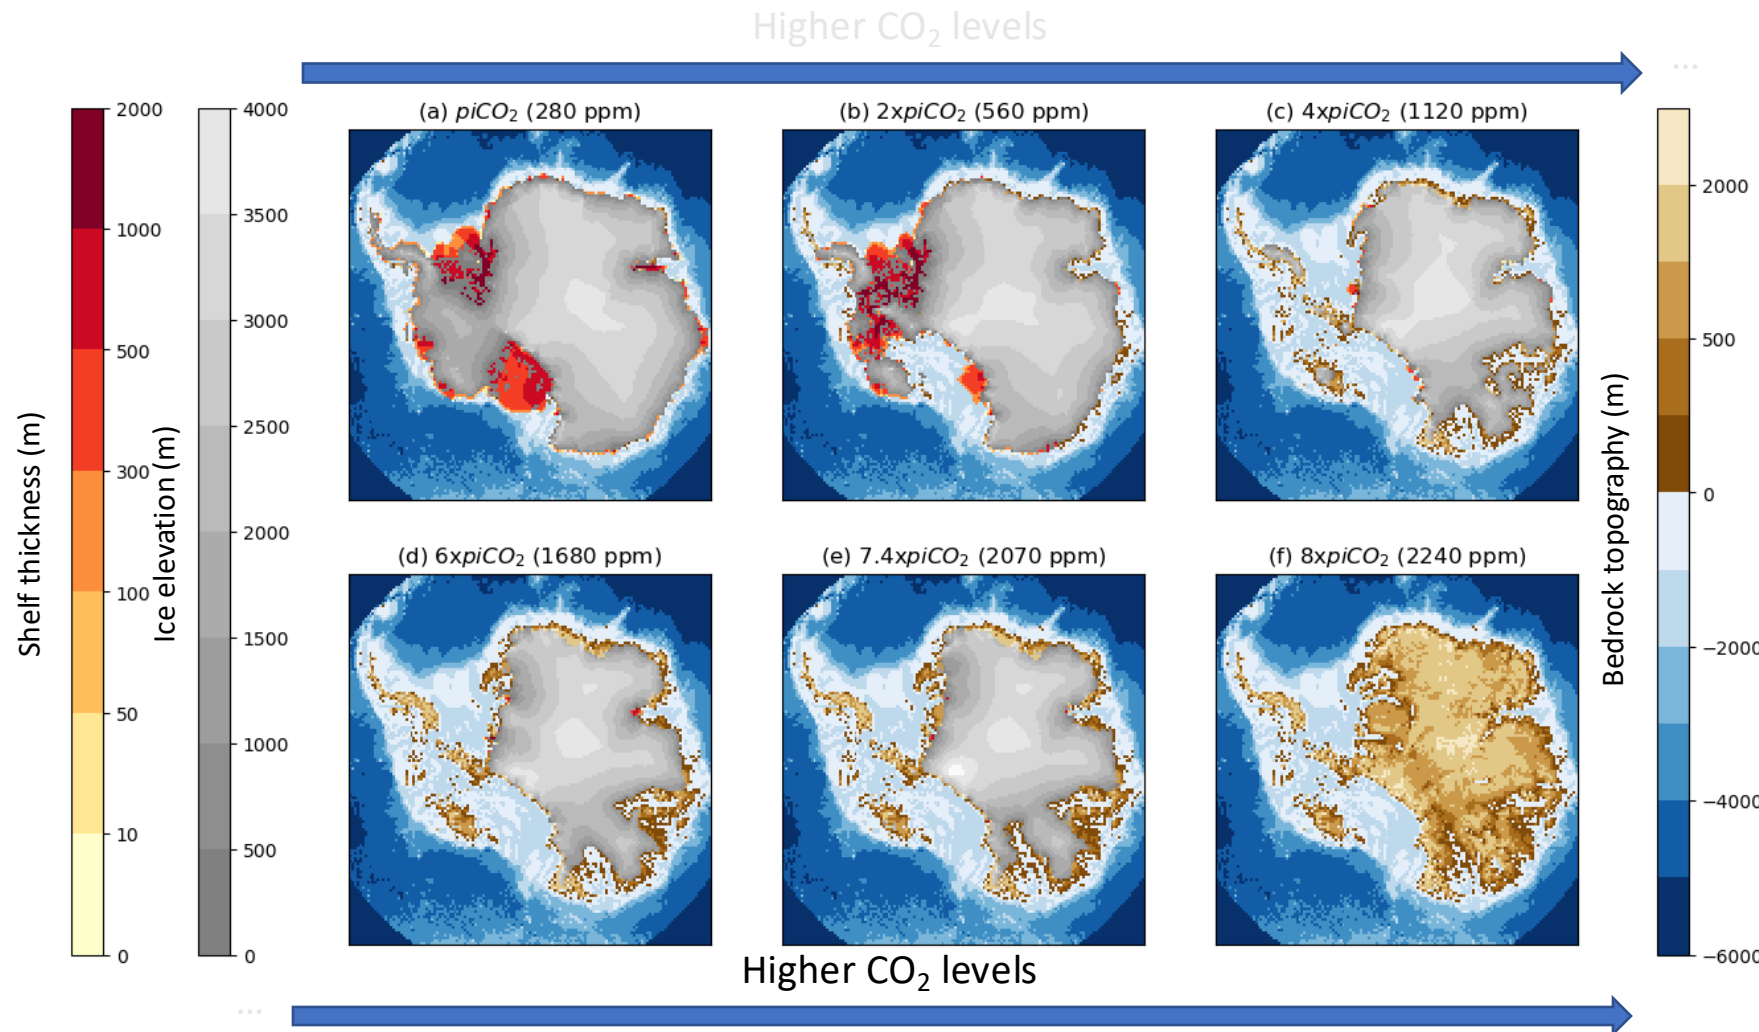 Higher CO₂ levels
...
(a) piCO₂ (280 ppm)
(b) 2xpiCO₂ (560 ppm)
(c) 4xpiCO₂ (1120 ppm)
2000
1000
500
300
100
50
10
0
Shelf thickness (m)
4000
3500
3000
2500
2000
1500
1000
500
0
Ice elevation (m)
2000
500
0
−2000
−4000
−6000
Bedrock topography (m)
(d) 6xpiCO₂ (1680 ppm)
(e) 7.4xpiCO₂ (2070 ppm)
(f) 8xpiCO₂ (2240 ppm)
Higher CO₂ levels
...